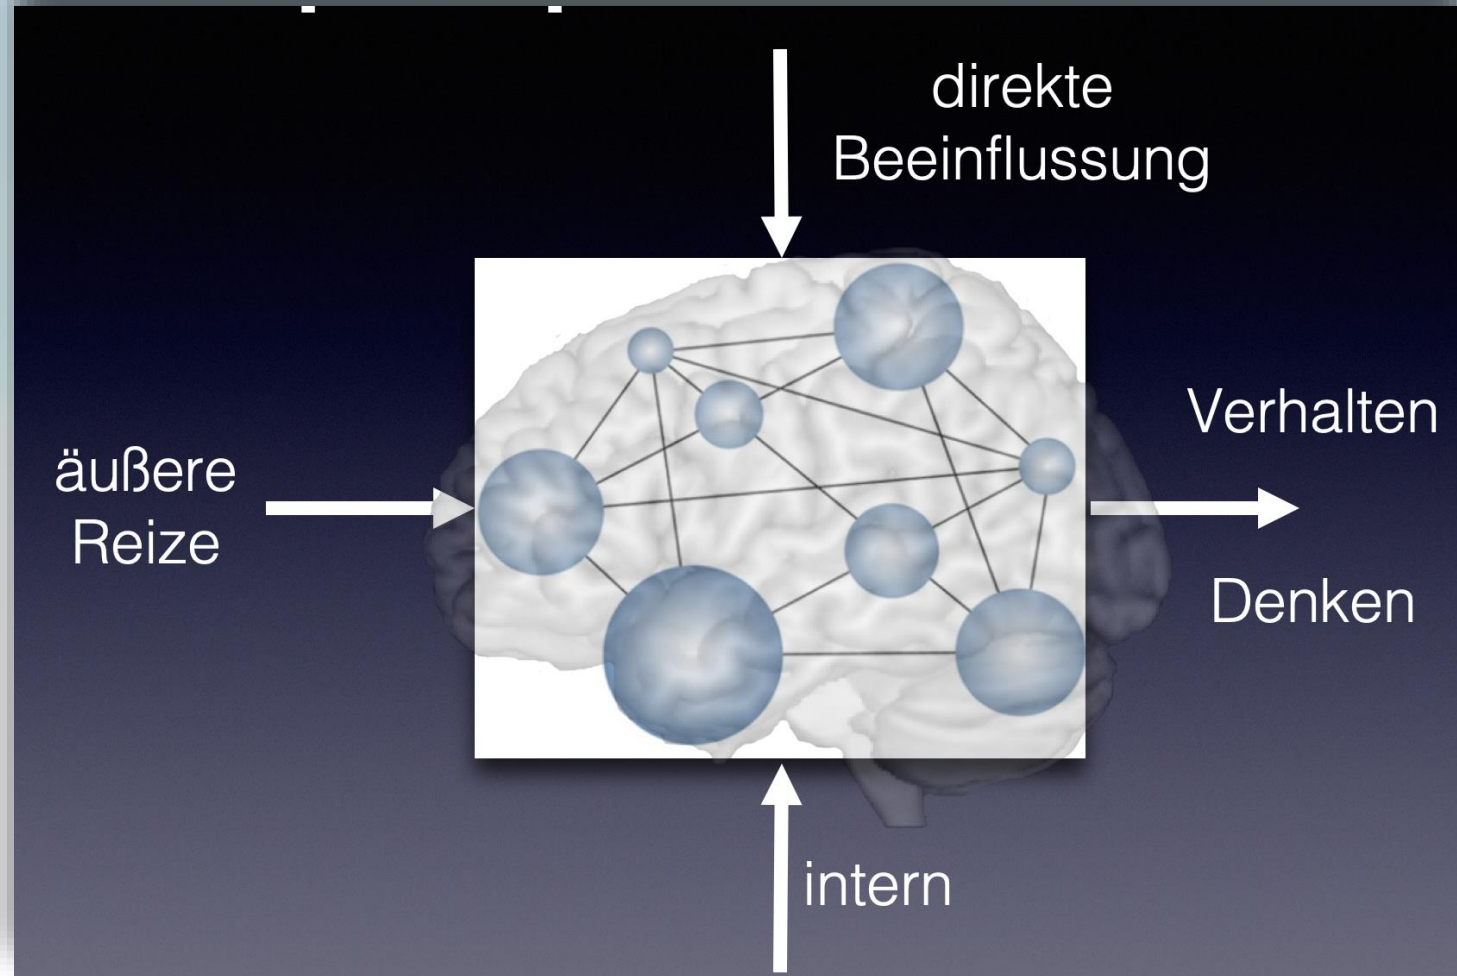 direkte
Beeinflussung
äußere
Reize
Verhalten
Denken
intern